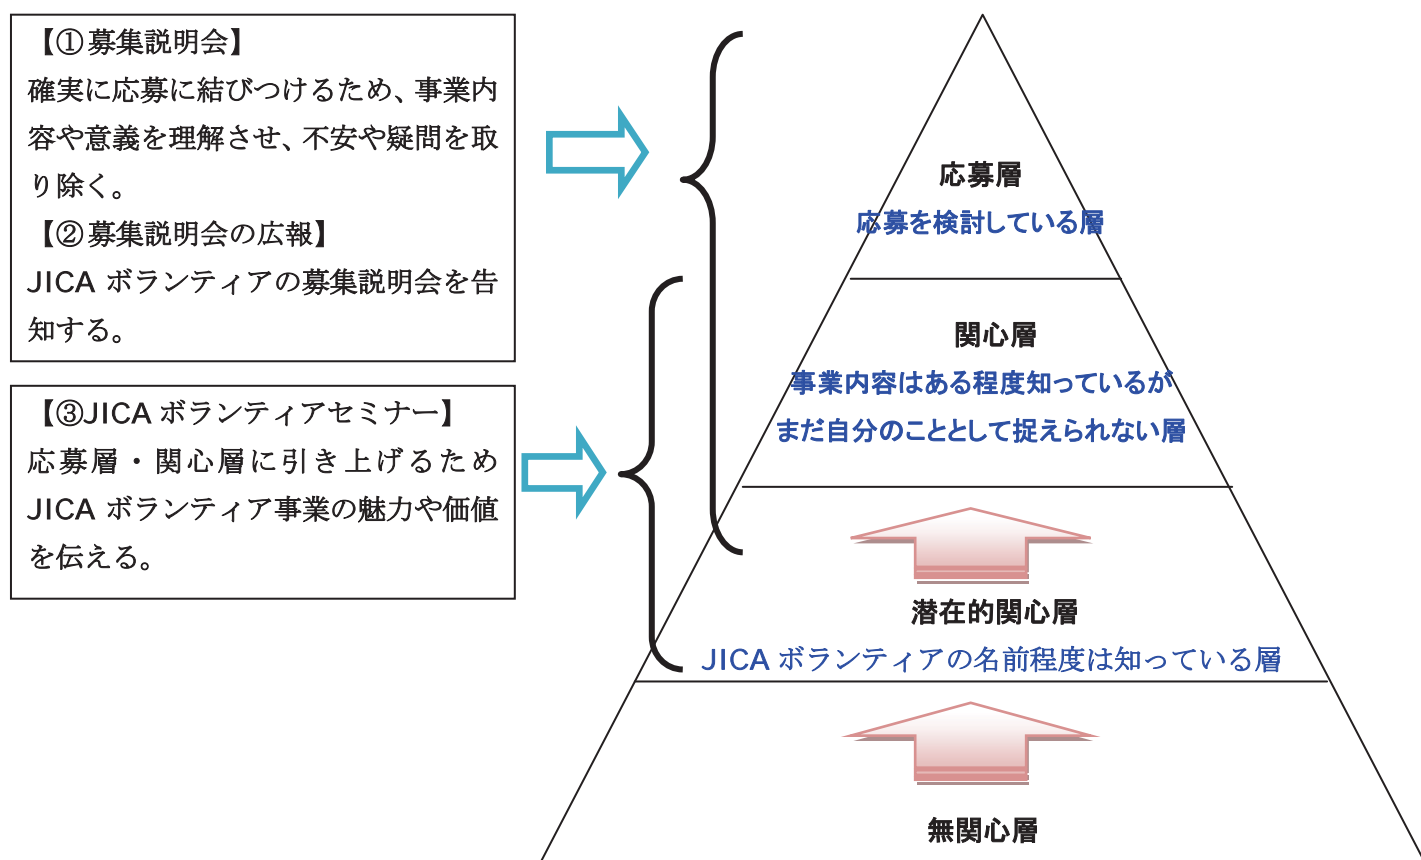 【①募集説明会】
確実に応募に結びつけるため、事業内
容や意義を理解させ、不安や疑問を取
り除く。
【②募集説明会の広報】
JICA ボランティアの募集説明会を告
知する。
【③JICA ボランティアセミナー】
応募層・関心層に引き上げるため
JICA ボランティア事業の魅力や価値
を伝える。
応募層
応募を検討している層
関心層
事業内容はある程度知っているが
まだ自分のこととして捉えられない層
潜在的関心層
JICA ボランティアの名前程度は知っている層
無関心層